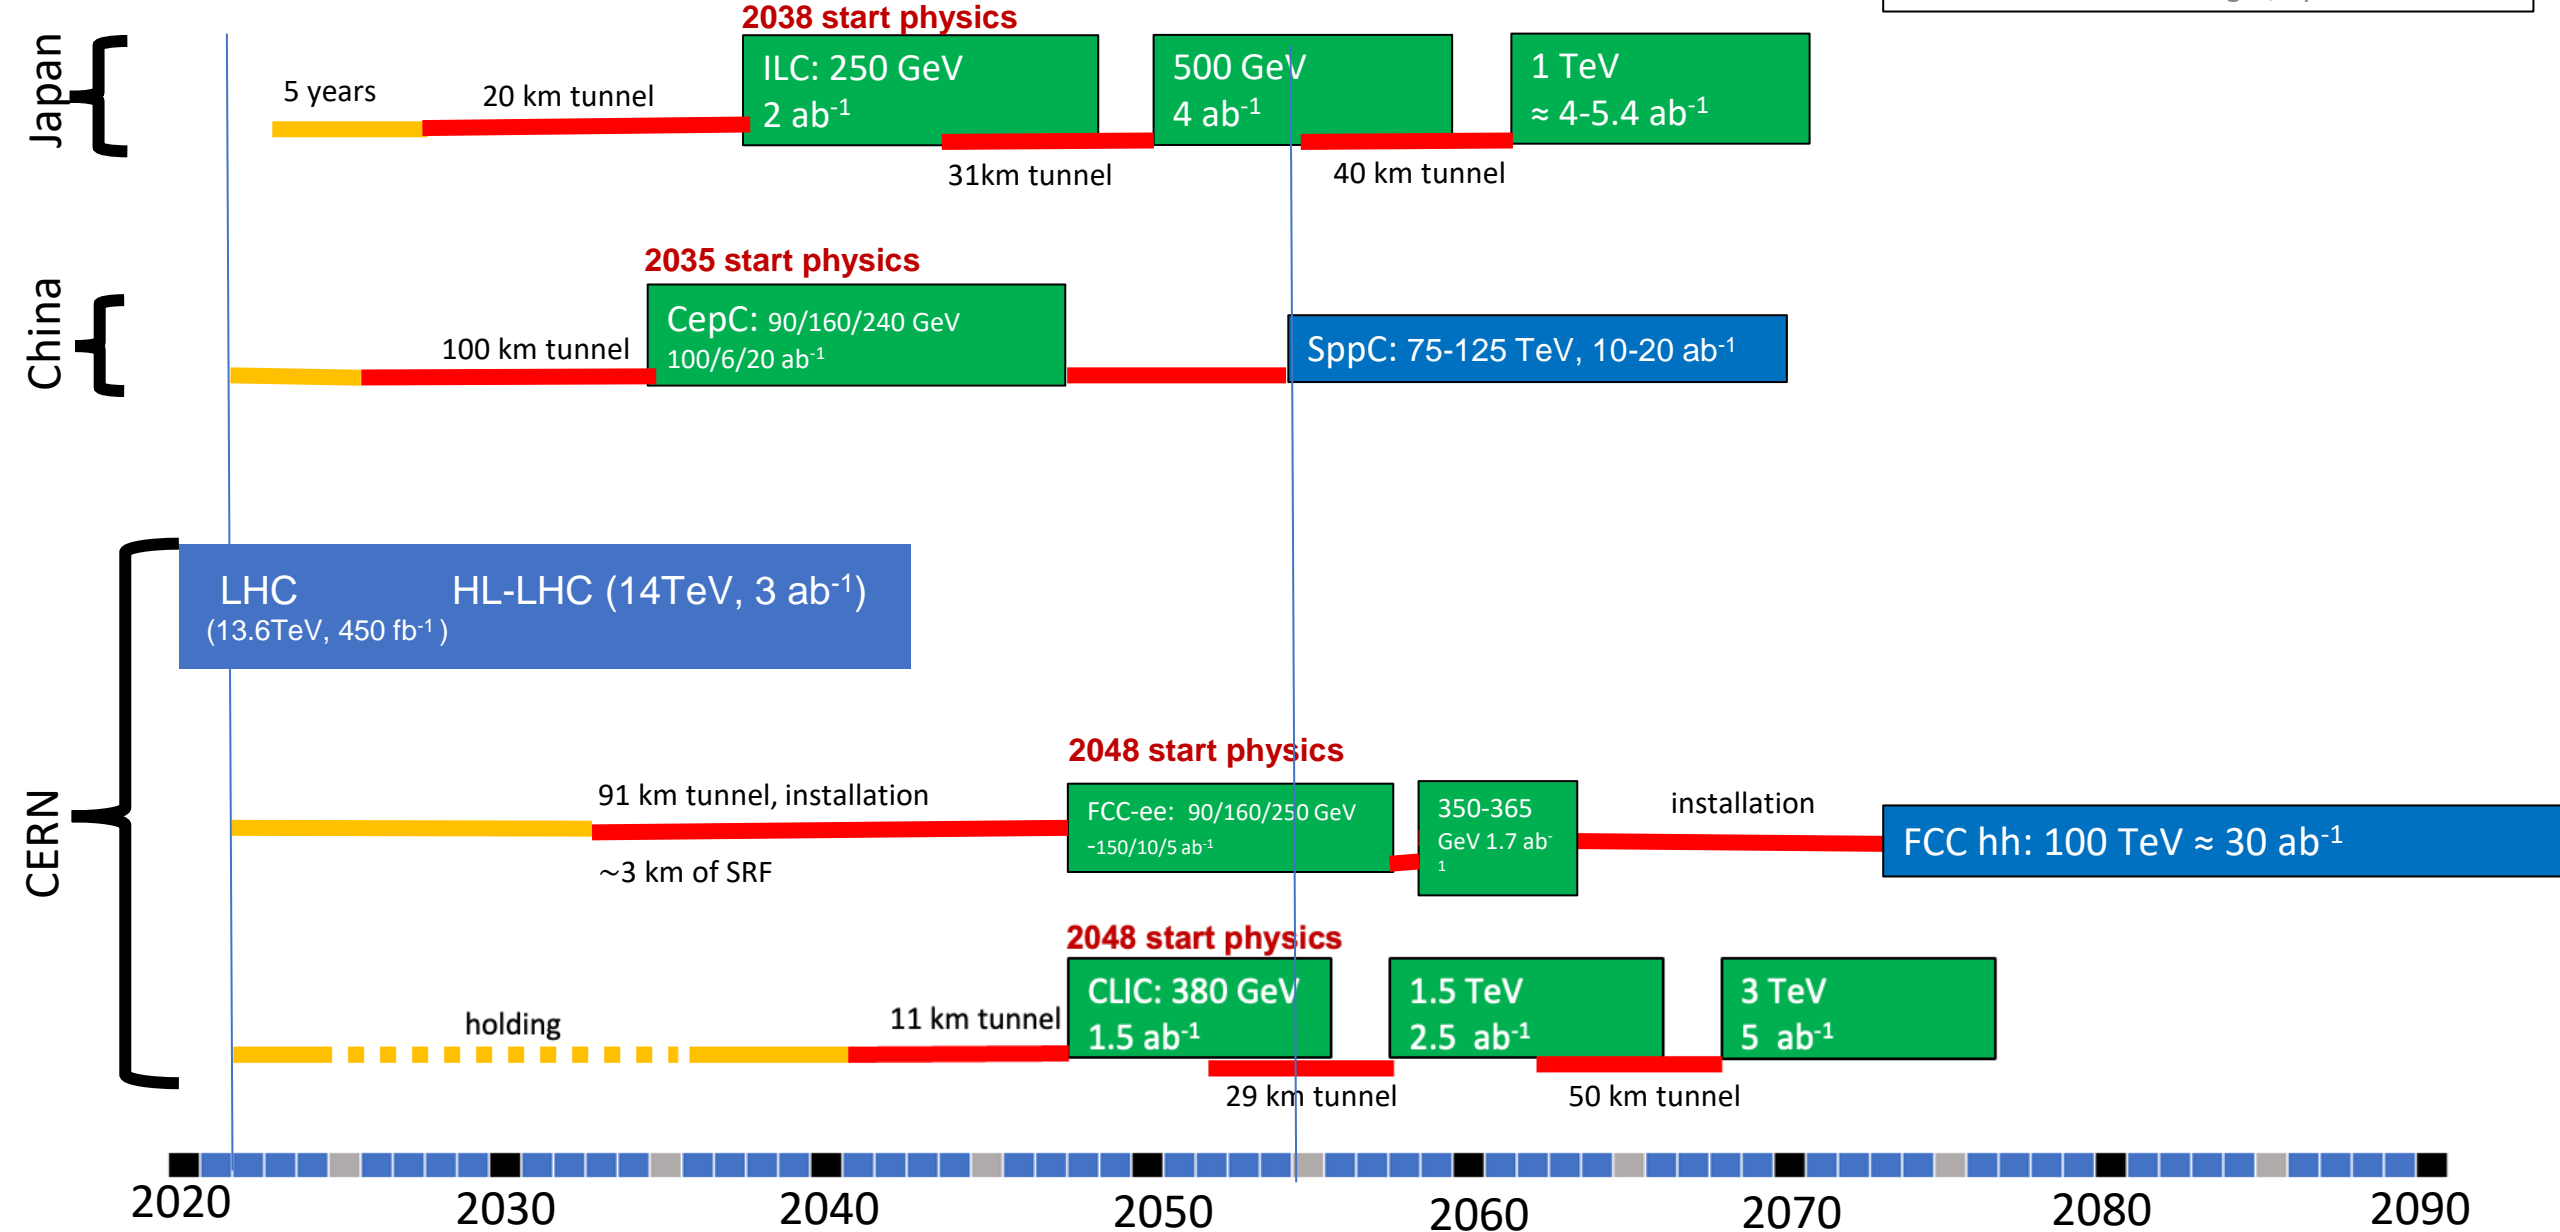 2038 start physics
Japan
5 years
20 km tunnel
ILC: 250 GeV
2 ab-1
31km tunnel
500 GeV
4 ab-1
40 km tunnel
1 TeV
≈ 4-5.4 ab-1
China
2035 start physics
100 km tunnel
CepC: 90/160/240 GeV
100/6/20 ab-1
SppC: 75-125 TeV, 10-20 ab-1
CERN
LHC HL-LHC (14TeV, 3 ab-1)
(13.6TeV, 450 fb-1 )
2048 start physics
91 km tunnel, installation
~3 km of SRF
FCC-ee: 90/160/250 GeV
-150/10/5 ab-1
350-365
GeV 1.7 ab-
1
installation
FCC hh: 100 TeV ≈ 30 ab-1
2048 start physics
holding
11 km tunnel
CLIC: 380 GeV
1.5 ab-1
29 km tunnel
1.5 TeV
2.5 ab-1
50 km tunnel
3 TeV
5 ab-1
2020 2030 2040 2050 2060 2070 2080 2090